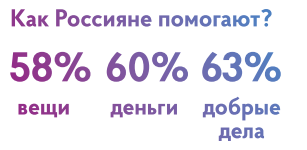 Как Россияне помогают?
58% 60% 63%
вещи деньги добрые
дела